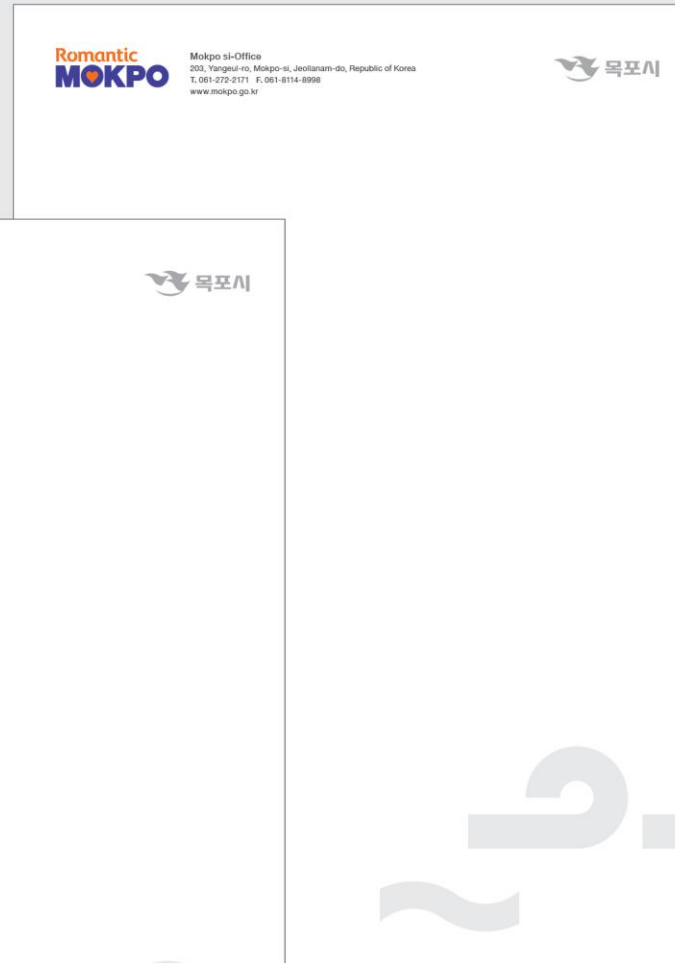 Romantic
MOKPO
Mokpo si-Office
203, Yangeul-ro, Mokpo-si, Jeollanam-do, Republic of Korea
T. 061-272-2171 F. 061-8114-8998
www.mokpo.go.kr
목포시
목포시